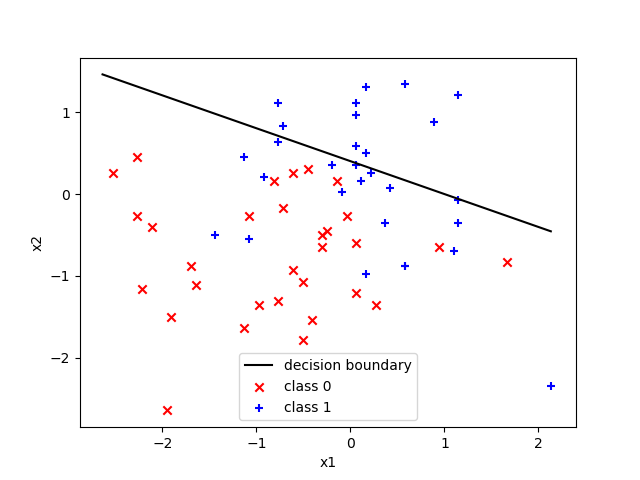 1
0
−1
−2
x2
decision boundary
class 0
class 1
−2 −1 0 1 2
x1